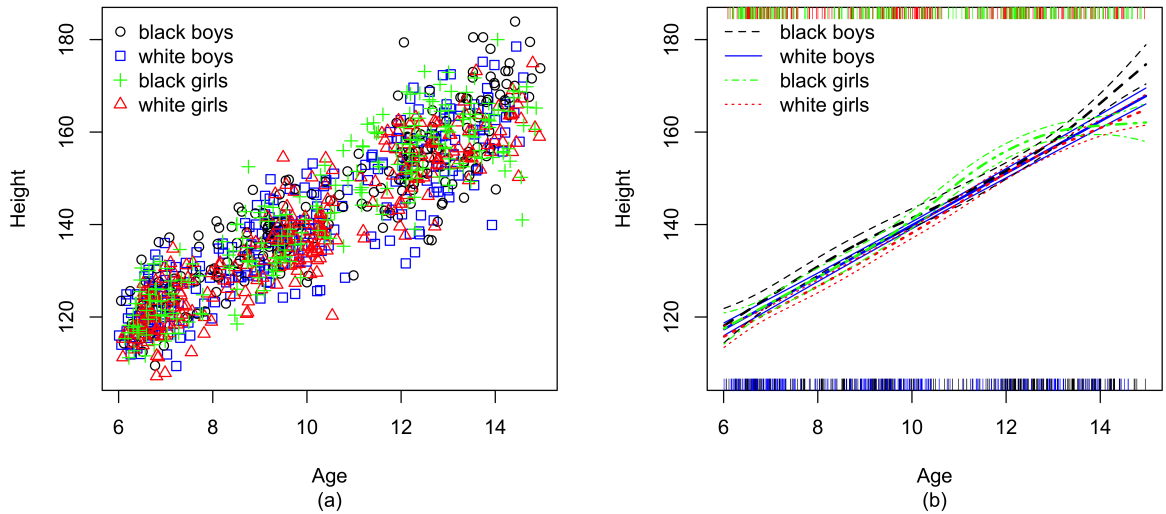 180
160
140
120
Height
black boys
white boys
black girls
white girls
6 8 10 12 14
Age
(a)
180
160
140
120
Height
black boys
white boys
black girls
white girls
6 8 10 12 14
Age
(b)